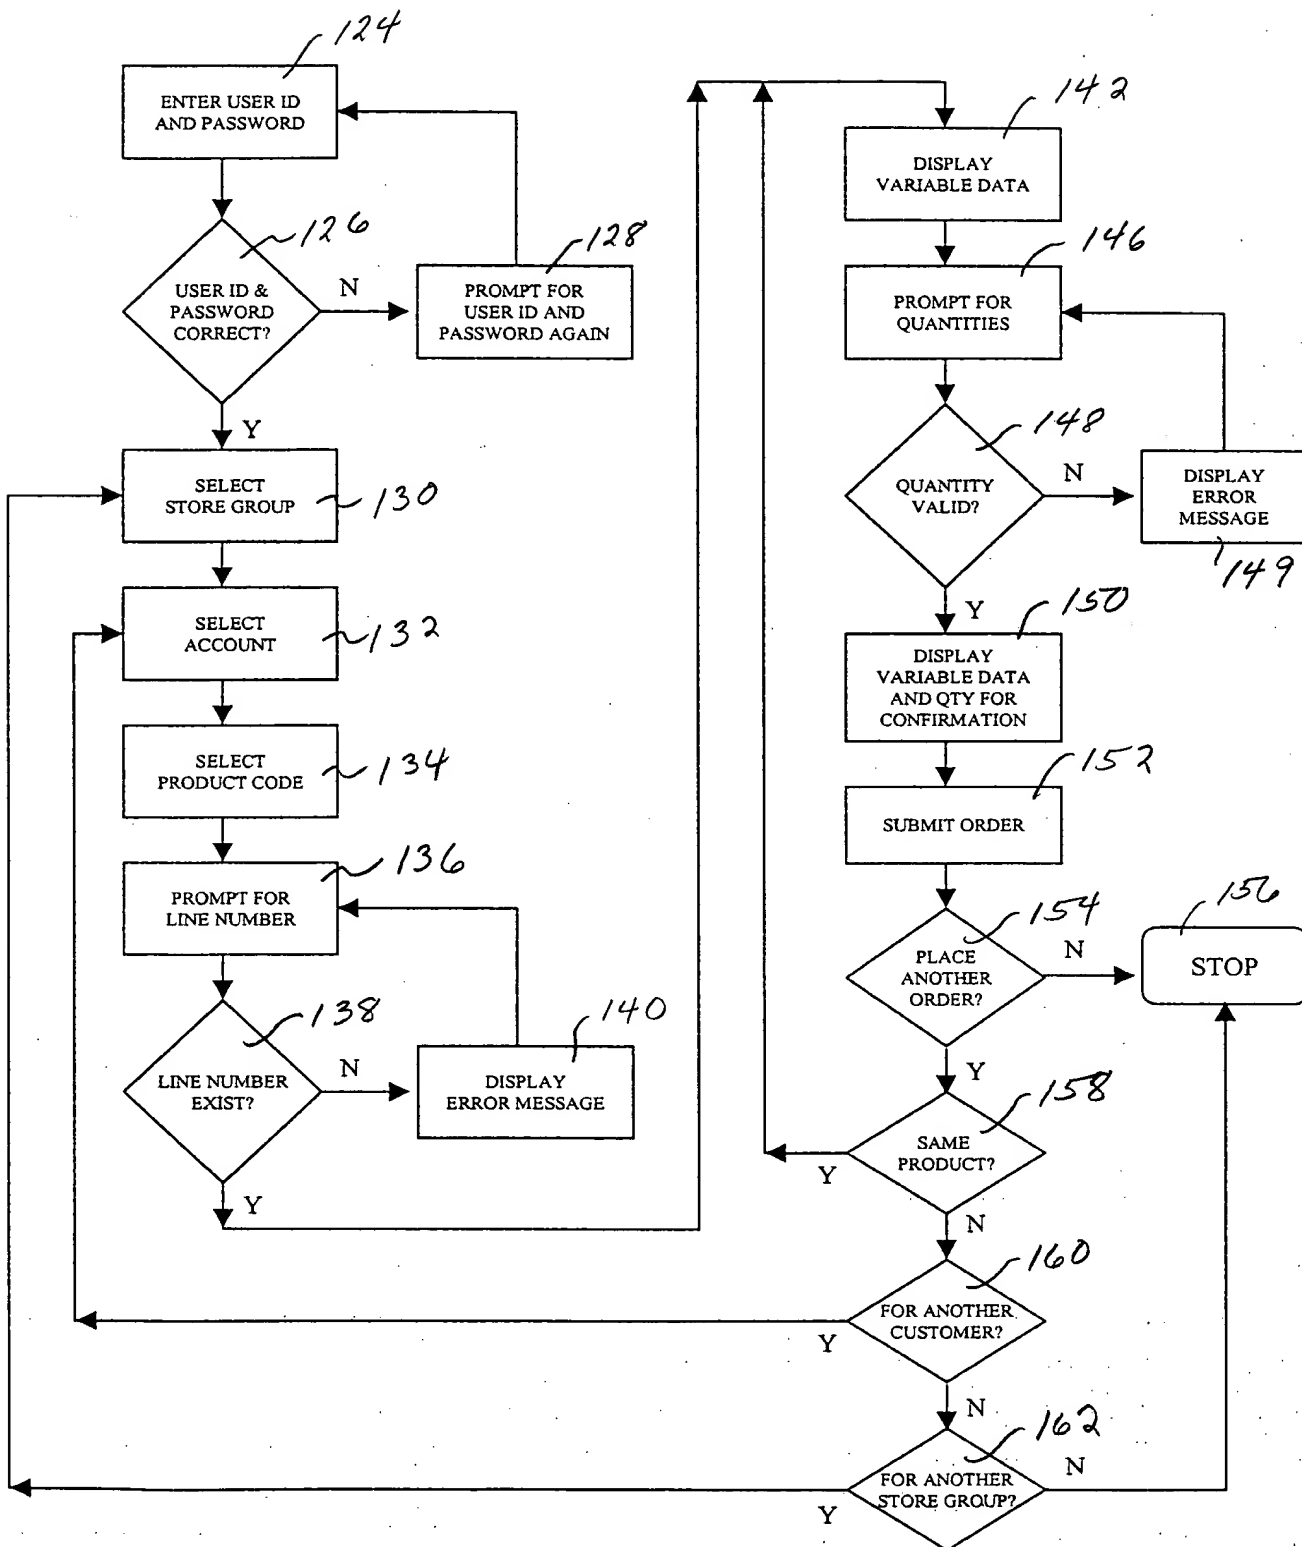 124
ENTER USER ID
AND PASSWORD
126
USER ID &
PASSWORD
CORRECT?
N
128
PROMPT FOR
USER ID AND
PASSWORD AGAIN
Y
SELECT
STORE GROUP
130
SELECT
ACCOUNT
132
SELECT
PRODUCT CODE
134
136
PROMPT FOR
LINE NUMBER
138
LINE NUMBER
EXIST?
N
140
DISPLAY
ERROR MESSAGE
Y
142
DISPLAY
VARIABLE DATA
146
PROMPT FOR
QUANTITIES
148
QUANTITY
VALID?
N
DISPLAY
ERROR
MESSAGE
149
Y
150
DISPLAY
VARIABLE DATA
AND QTY FOR
CONFIRMATION
152
SUBMIT ORDER
154
PLACE
ANOTHER
ORDER?
N
156
STOP
Y
158
SAME
PRODUCT?
Y
N
160
FOR ANOTHER
CUSTOMER?
Y
N
162
FOR ANOTHER
STORE GROUP?
N
Y